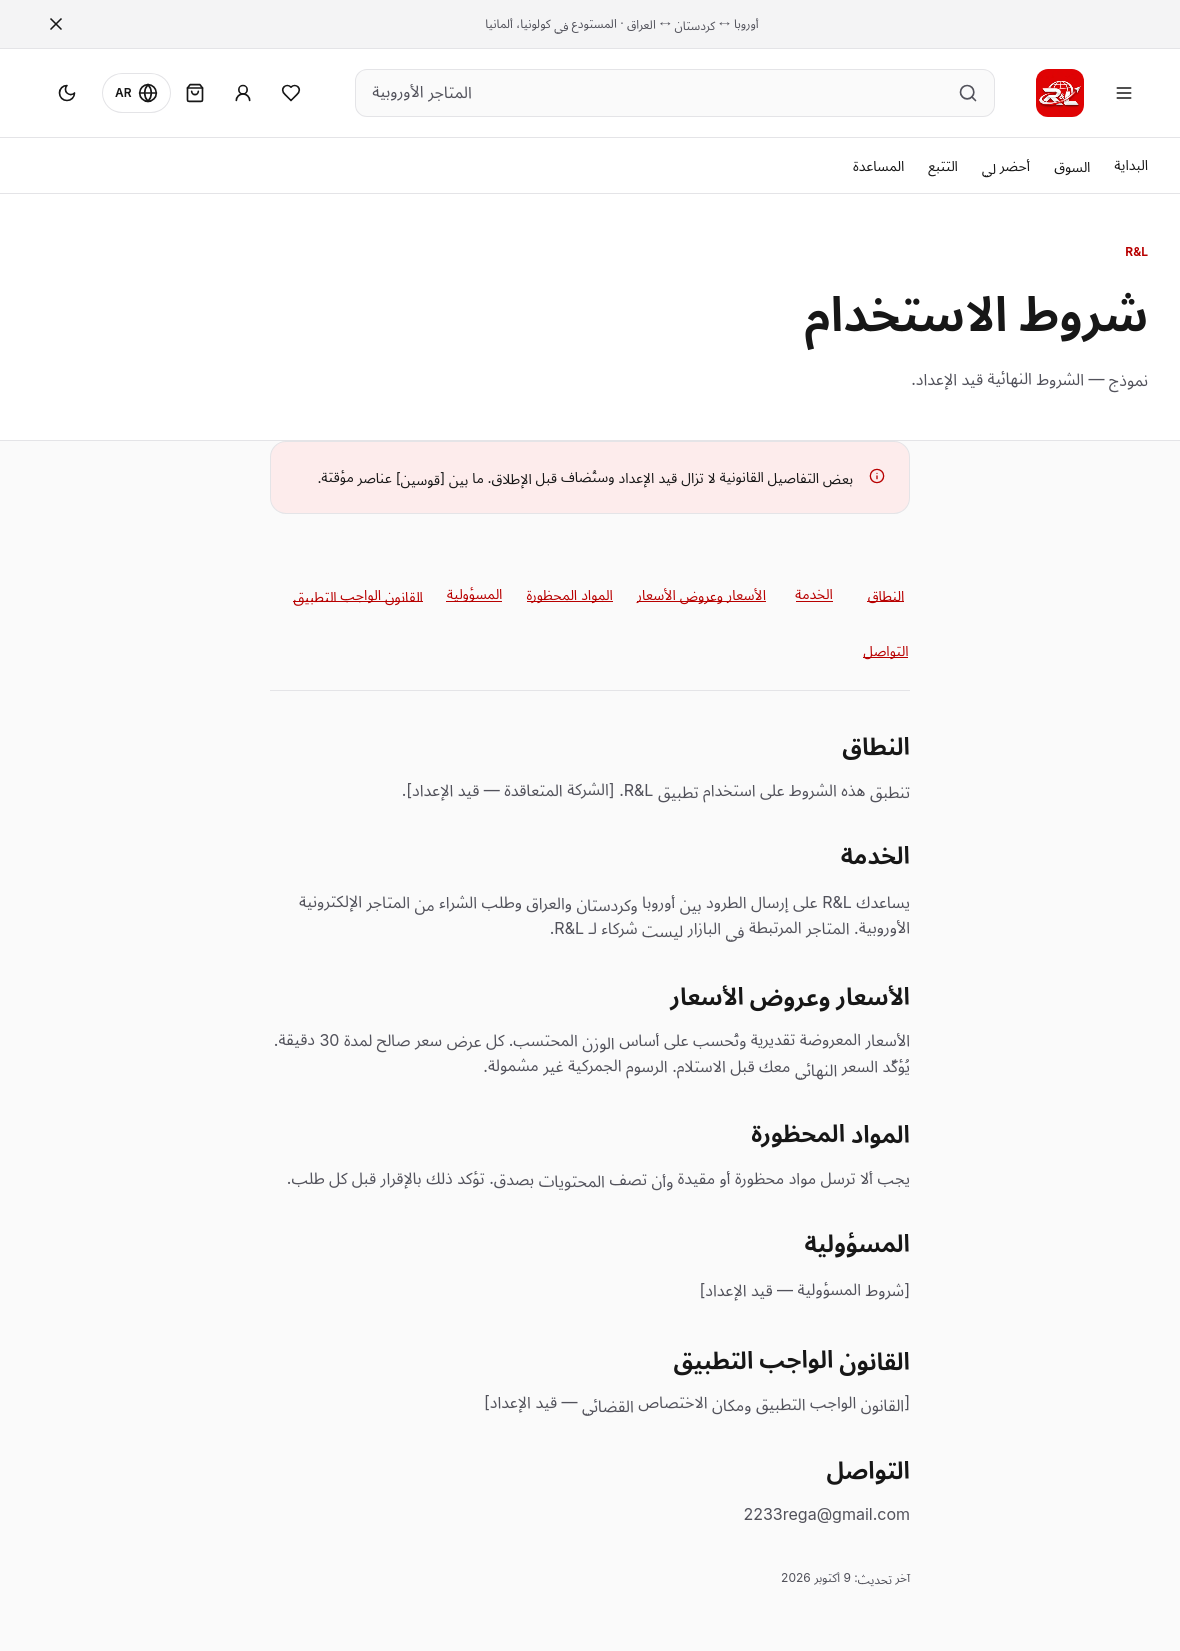 أوروبا ↔ كردستان ↔ العراق · المستودع في كولونيا، ألمانيا
R&L
المتاجر الأوروبية
AR
البداية
السوق
أحضر لي
التتبع
المساعدة
R&L
شروط الاستخدام
نموذج — الشروط النهائية قيد الإعداد.
بعض التفاصيل القانونية لا تزال قيد الإعداد وستُضاف قبل الإطلاق. ما بين [قوسين] عناصر مؤقتة.
النطاق
الخدمة
الأسعار وعروض الأسعار
المواد المحظورة
المسؤولية
القانون الواجب التطبيق
التواصل
النطاق
تنطبق هذه الشروط على استخدام تطبيق R&L. [الشركة المتعاقدة — قيد الإعداد].
الخدمة
يساعدك R&L على إرسال الطرود بين أوروبا وكردستان والعراق وطلب الشراء من المتاجر الإلكترونية
الأوروبية. المتاجر المرتبطة في البازار ليست شركاء لـ R&L.
الأسعار وعروض الأسعار
الأسعار المعروضة تقديرية وتُحسب على أساس الوزن المحتسب. كل عرض سعر صالح لمدة 30 دقيقة.
يُؤكَّد السعر النهائي معك قبل الاستلام. الرسوم الجمركية غير مشمولة.
المواد المحظورة
يجب ألا ترسل مواد محظورة أو مقيدة وأن تصف المحتويات بصدق. تؤكد ذلك بالإقرار قبل كل طلب.
المسؤولية
[شروط المسؤولية — قيد الإعداد]
القانون الواجب التطبيق
[القانون الواجب التطبيق ومكان الاختصاص القضائي — قيد الإعداد]
التواصل
2233rega@gmail.com
آخر تحديث: 9 أكتوبر 2026